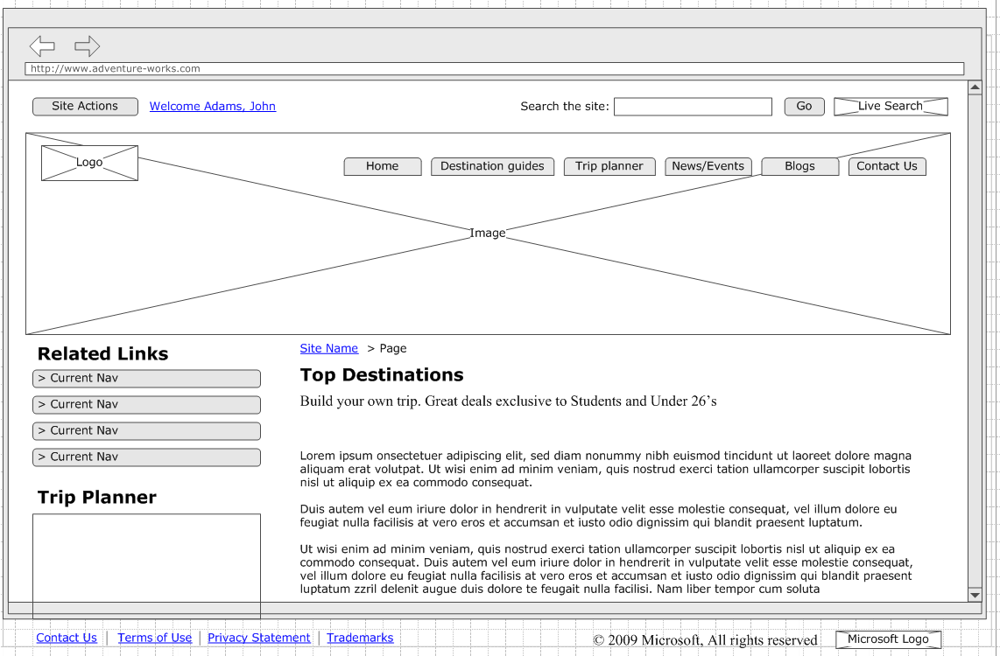 http://www.adventure-works.com
Site Actions Welcome Adams, John Search the site: Go Live Search
Logo
Home Destination guides Trip planner News/Events Blogs Contact Us
Image
Related Links
> Current Nav
> Current Nav
> Current Nav
> Current Nav
Trip Planner
Site Name > Page
Top Destinations
Build your own trip. Great deals exclusive to Students and Under 26’s
Lorem ipsum onsectetuer adipiscing elit, sed diam nonummy nibh euismod tincidunt ut laoreet dolore magna
aliquam erat volutpat. Ut wisi enim ad minim veniam, quis nostrud exerci tation ullamcorper suscipit lobortis
nisl ut aliquip ex ea commodo consequat.
Duis autem vel eum iriure dolor in hendrerit in vulputate velit esse molestie consequat, vel illum dolore eu
feugiat nulla facilisis at vero eros et accumsan et iusto odio dignissim qui blandit praesent luptatum.
Ut wisi enim ad minim veniam, quis nostrud exerci tation ullamcorper suscipit lobortis nisl ut aliquip ex ea
commodo consequat. Duis autem vel eum iriure dolor in hendrerit in vulputate velit esse molestie consequat,
vel illum dolore eu feugiat nulla facilisis at vero eros et accumsan et iusto odio dignissim qui blandit praesent
luptatum zzril delenit augue duis dolore te feugait nulla facilisi. Nam liber tempor cum soluta
Contact Us | Terms of Use | Privacy Statement | Trademarks © 2009 Microsoft, All rights reserved Microsoft Logo